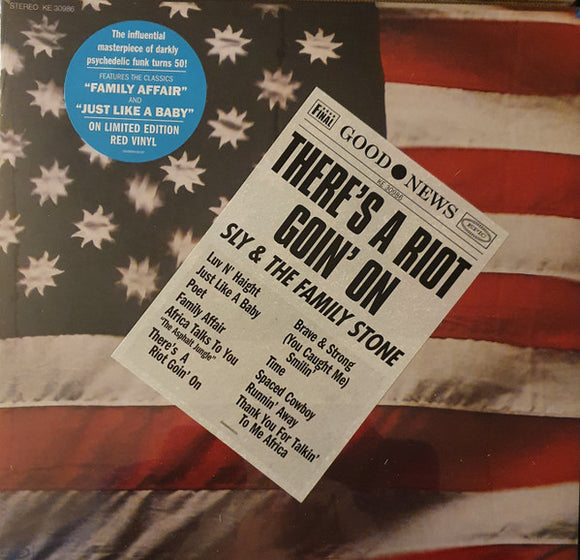 STEREO KE 30986
The influential
masterpiece of darkly
psychedelic funk turns 50!
FEATURES THE CLASSICS
"FAMILY AFFAIR"
AND
"JUST LIKE A BABY"
ON LIMITED EDITION
RED VINYL
FINAL
GOOD NEWS
KE 30986
EPIC
THERE'S A RIOT
GOIN' ON
SLY & THE FAMILY STONE
Luv N' Haight
Just Like A Baby
Poet
Family Affair
Africa Talks To You
"The Asphalt Jungle"
There's A
Riot Goin' On
Brave & Strong
(You Caught Me)
Smilin'
Time
Spaced Cowboy
Runnin' Away
Thank You For Talkin'
To Me Africa